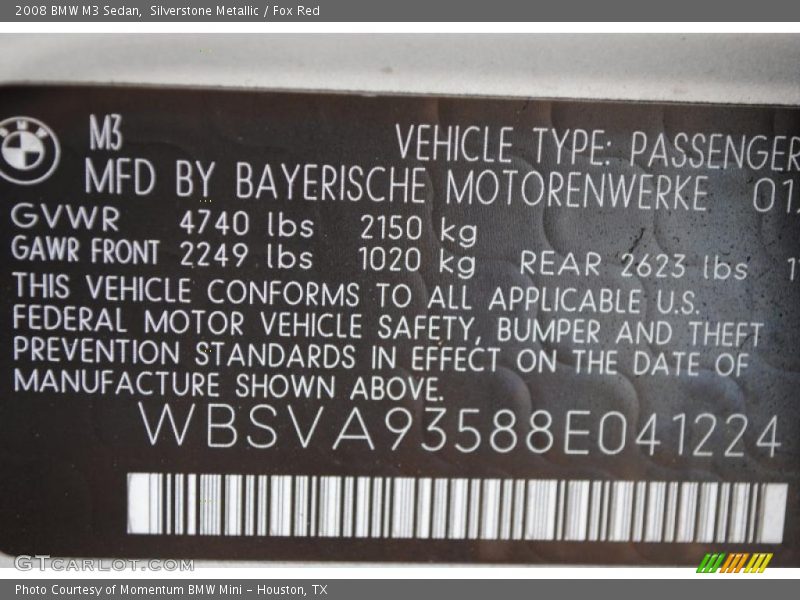 2008 BMW M3 Sedan, Silverstone Metallic / Fox Red
M3
VEHICLE TYPE: PASSENGER
MFD BY BAYERISCHE MOTORENWERKE 01
GVWR 4740 lbs 2150 kg
GAWR FRONT 2249 lbs 1020 kg REAR 2623 lbs 1
THIS VEHICLE CONFORMS TO ALL APPLICABLE U.S.
FEDERAL MOTOR VEHICLE SAFETY, BUMPER AND THEFT
PREVENTION STANDARDS IN EFFECT ON THE DATE OF
MANUFACTURE SHOWN ABOVE.
WBSVA93588E041224
GTcarlot.com
Photo Courtesy of Momentum BMW Mini - Houston, TX